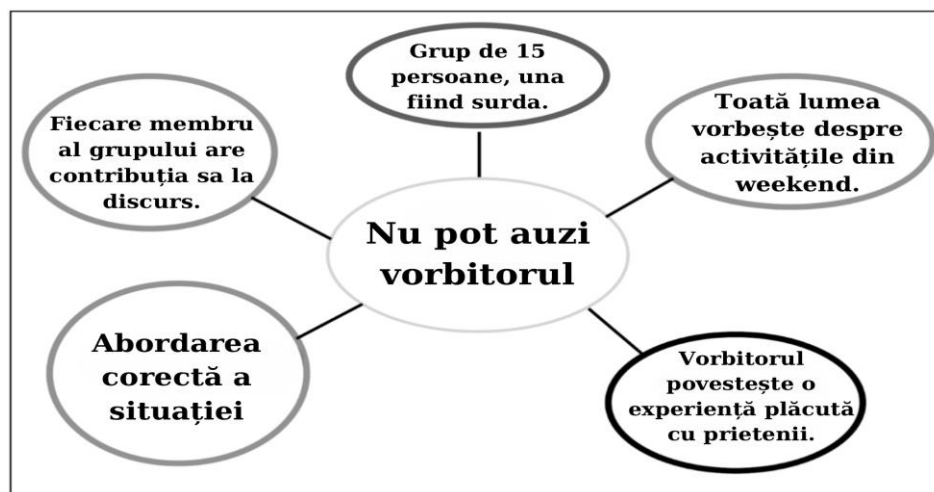 Grup de 15
persoane, una
fiind surda.
Fiecare membru
al grupului are
contribuția sa la
discurs.
Toată lumea
vorbește despre
activitățile din
weekend.
Nu pot auzi
vorbitorul
Abordarea
corectă a
situației
Vorbitorul
povestește o
experiență plăcută
cu prietenii.